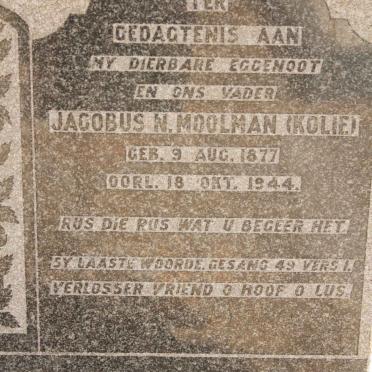 TER
GEDAGTENIS AAN
MY DIERBARE EGGENOOT
EN ONS VADER
JACOBUS N. MOOLMAN (KOLIE)
GEB. 9 AUG. 1877
OORL. 18 OKT. 1944.
RUS DIE RUS WAT U BEGEER HET
SY LAASTE WOORDE. GESANG 49 VERS 1.
VERLOSSER VRIEND O HOOF O LUS